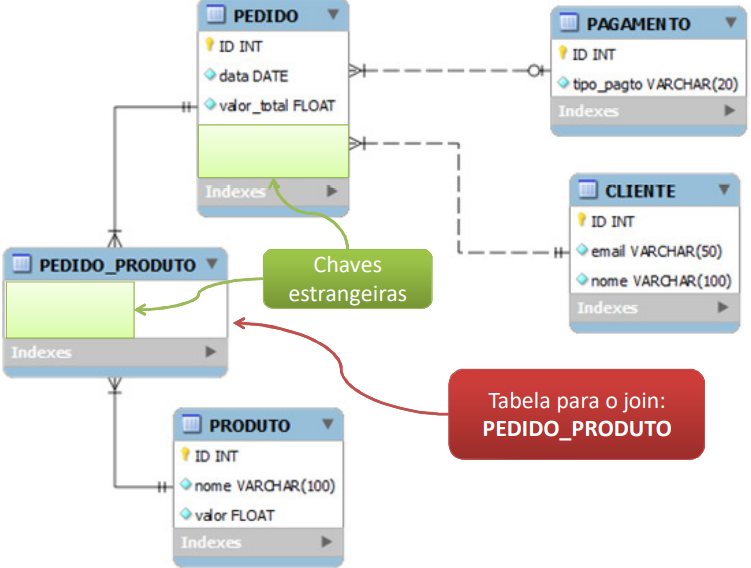 PEDIDO
ID INT
data DATE
valor_total FLOAT
Indexes
PAGAMENTO
ID INT
tipo_pagto VARCHAR(20)
Indexes
CLIENTE
ID INT
email VARCHAR(50)
nome VARCHAR(100)
Indexes
PEDIDO_PRODUTO
Indexes
Chaves
estrangeiras
Tabela para o join:
PEDIDO_PRODUTO
PRODUTO
ID INT
nome VARCHAR(100)
valor FLOAT
Indexes